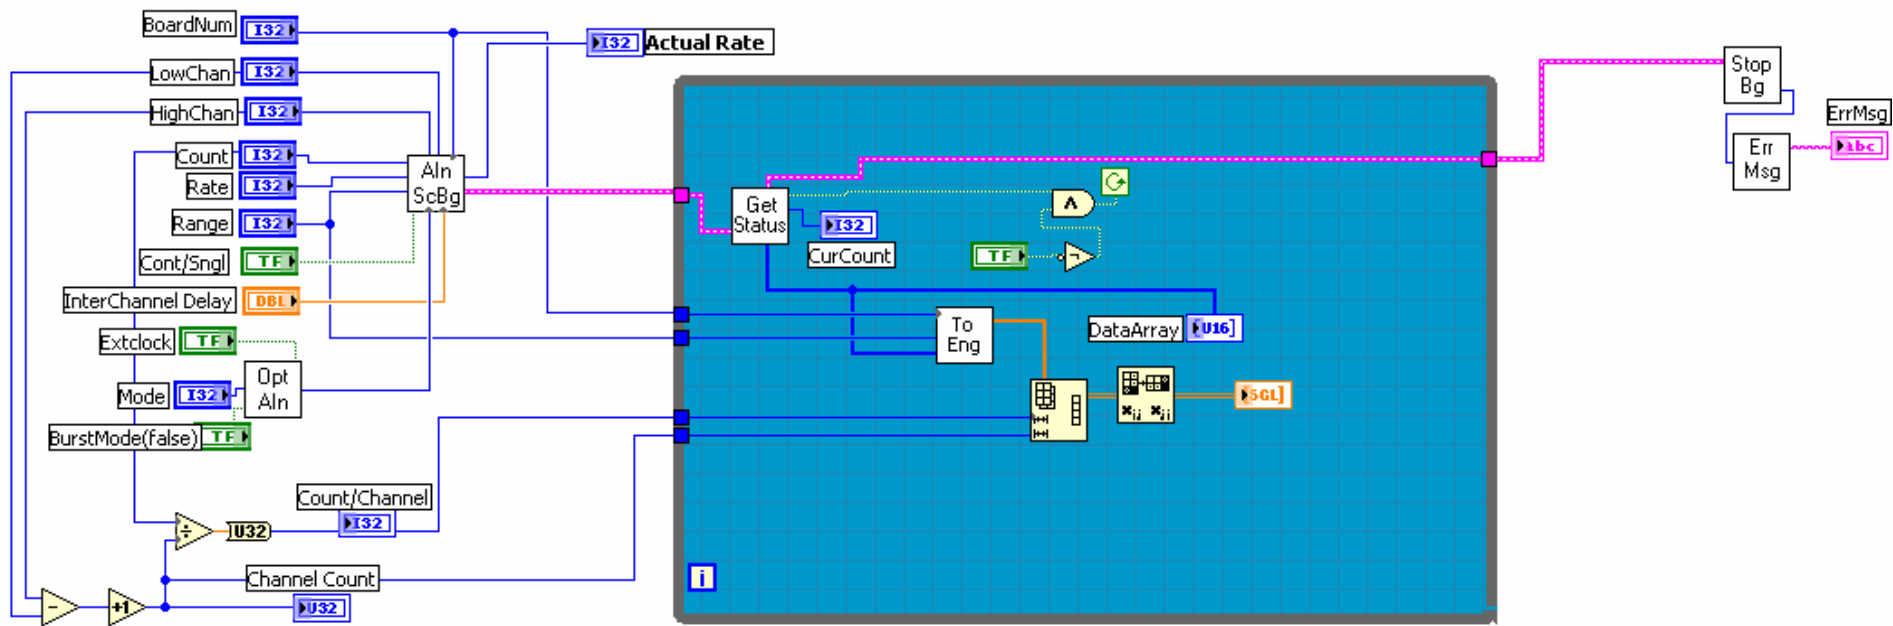 BoardNum
I32
I32
Actual Rate
LowChan
I32
HighChan
I32
Count
I32
Rate
I32
Range
I32
AIn
ScBg
Cont/Sngl
TF
InterChannel Delay
DBL
Extclock
TF
Mode
I32
Opt
AIn
BurstMode(false)
TF
Count/Channel
U32
I32
Channel Count
+1
U32
Get
Status
I32
CurCount
TF
To
Eng
DataArray
U16]
SGL]
i
Stop
Bg
Err
Msg
ErrMsg
abc